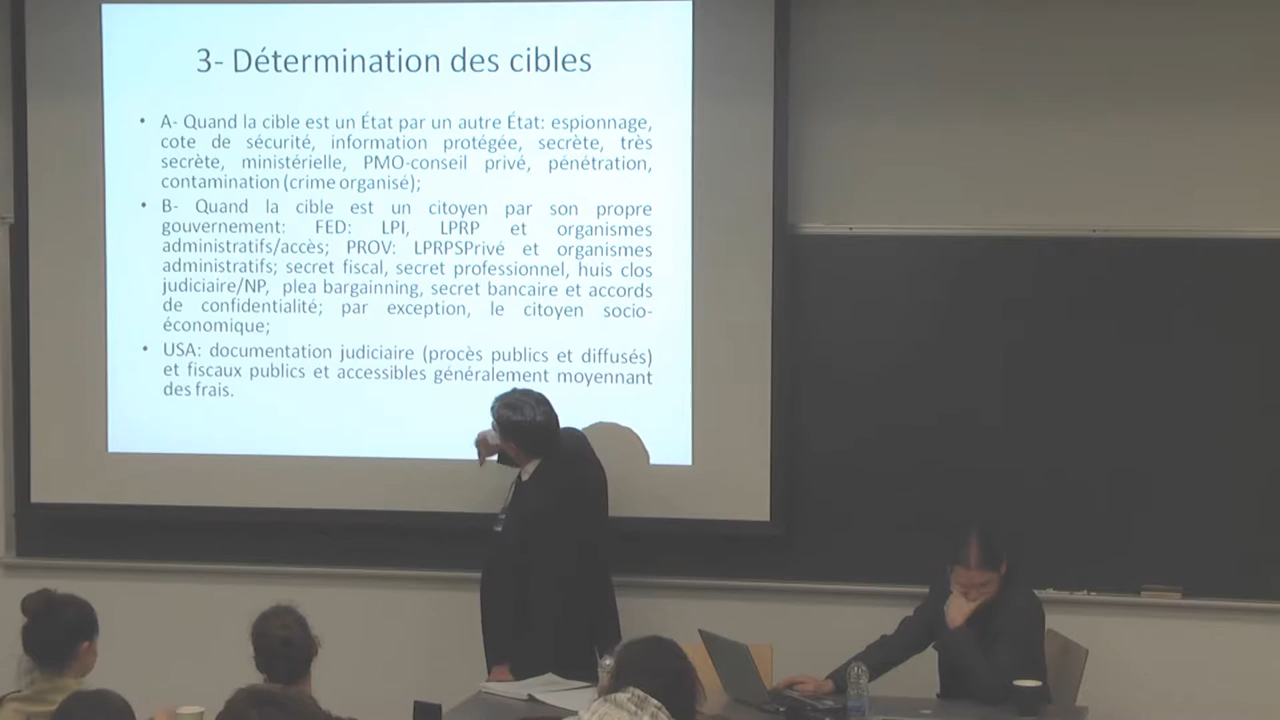 3- Détermination des cibles
• A- Quand la cible est un État par un autre État: espionnage,
cote de sécurité, information protégée, secrète, très
secrète, ministérielle, PMO-conseil privé, pénétration,
contamination (crime organisé);
• B- Quand la cible est un citoyen par son propre
gouvernement: FED: LPI, LPRP et organismes
administratifs/accès; PROV: LPRPSPrivé et organismes
administratifs; secret fiscal, secret professionnel, huis clos
judiciaire/NP, plea bargainning, secret bancaire et accords
de confidentialité; par exception, le citoyen socio-
économique;
• USA: documentation judiciaire (procès publics et diffusés)
et fiscaux publics et accessibles généralement moyennant
des frais.